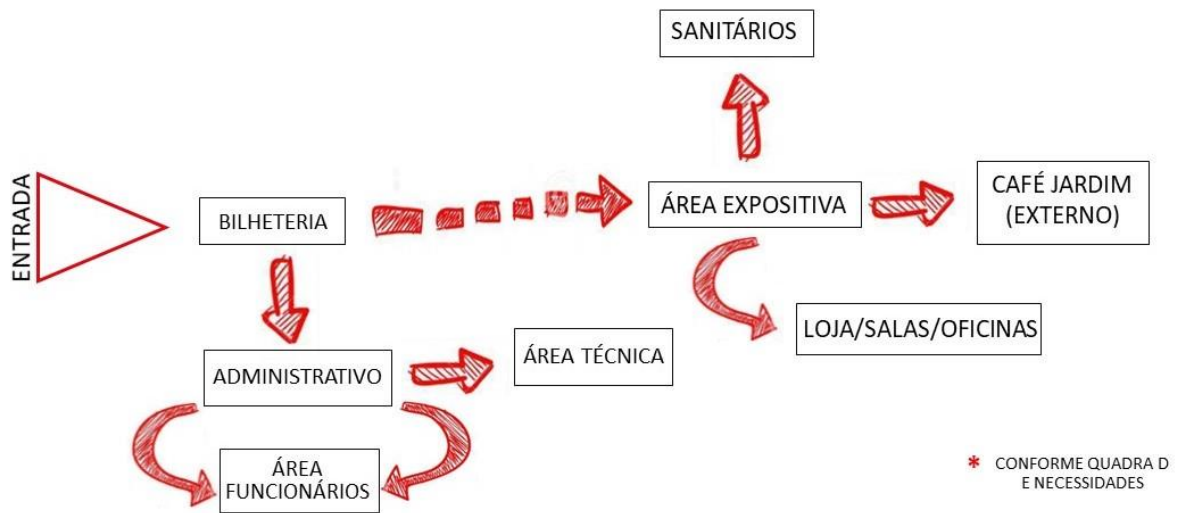 SANITÁRIOS
ENTRADA
BILHETERIA
ÁREA EXPOSITIVA
CAFÉ JARDIM
(EXTERNO)
ADMINISTRATIVO
ÁREA TÉCNICA
LOJA/SALAS/OFICINAS
ÁREA
FUNCIONÁRIOS
* CONFORME QUADRA D
E NECESSIDADES